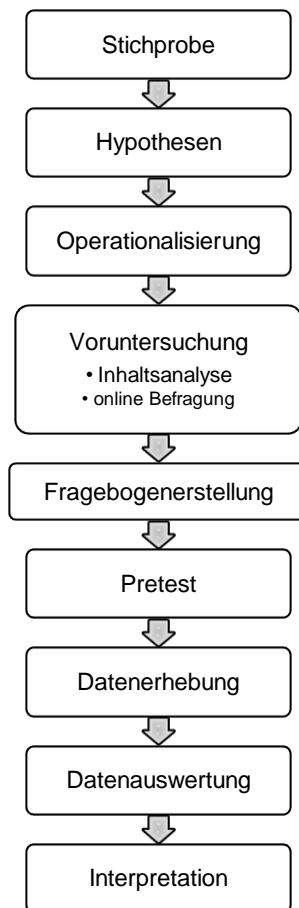 Stichprobe
Hypothesen
Operationalisierung
Voruntersuchung
• Inhaltsanalyse
• online Befragung
Fragebogenerstellung
Pretest
Datenerhebung
Datenauswertung
Interpretation